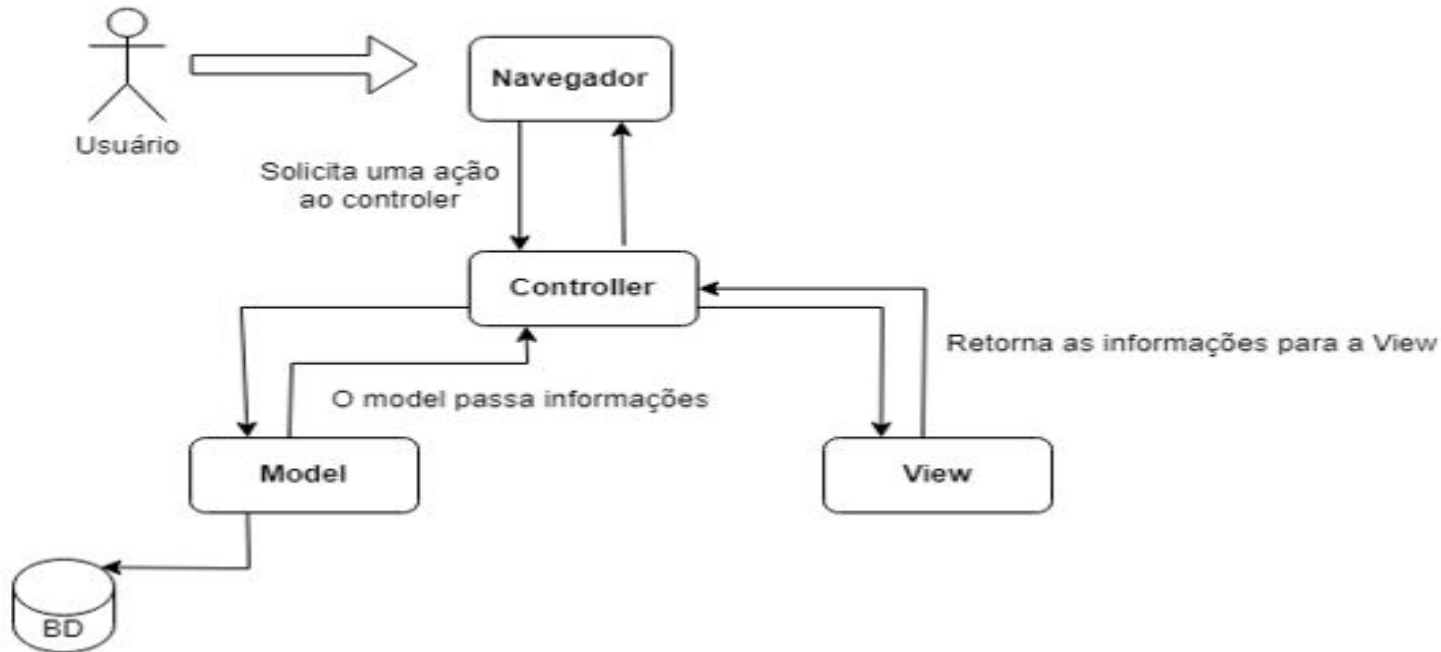 Navegador
Usuário
Solicita uma ação
ao controler
Controller
Retorna as informações para a View
O model passa informações
Model
View
BD